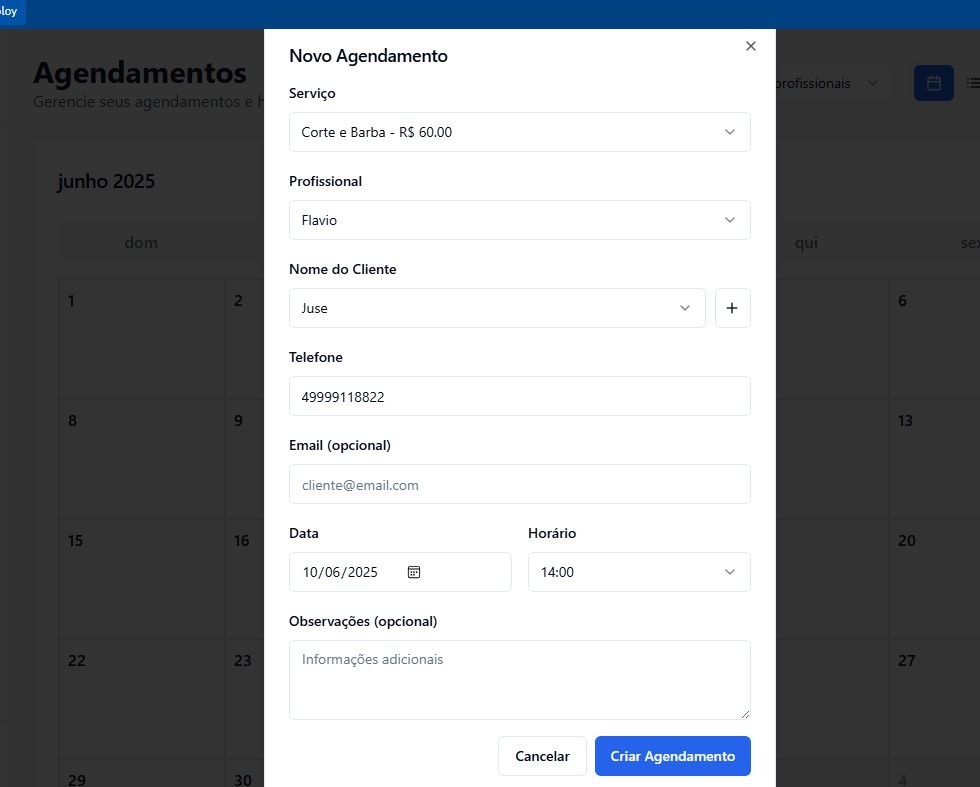 Novo Agendamento
Agendamentos
Gerencie seus agendamentos e
profissionais
Serviço
Corte e Barba - R$ 60.00
junho 2025
Profissional
Flavio
dom
qui
Nome do Cliente
Juse
1
2
6
Telefone
49999118822
8
9
13
Email (opcional)
cliente@email.com
Data
Horário
15
16
20
10/06/2025
14:00
Observações (opcional)
Informações adicionais
22
23
27
Cancelar
Criar Agendamento
29
30
4